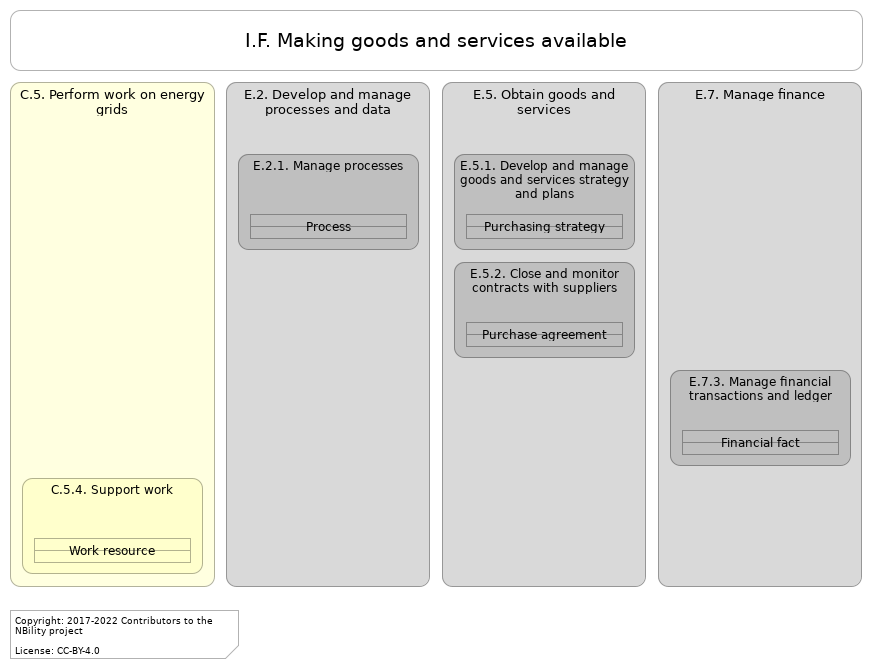 I.F. Making goods and services available
C.5. Perform work on energy
grids
C.5.4. Support work
Work resource
E.2. Develop and manage
processes and data
E.2.1. Manage processes
Process
E.5. Obtain goods and
services
E.5.1. Develop and manage
goods and services strategy
and plans
Purchasing strategy
E.5.2. Close and monitor
contracts with suppliers
Purchase agreement
E.7. Manage finance
E.7.3. Manage financial
transactions and ledger
Financial fact
Copyright: 2017-2022 Contributors to the
NBility project
License: CC-BY-4.0